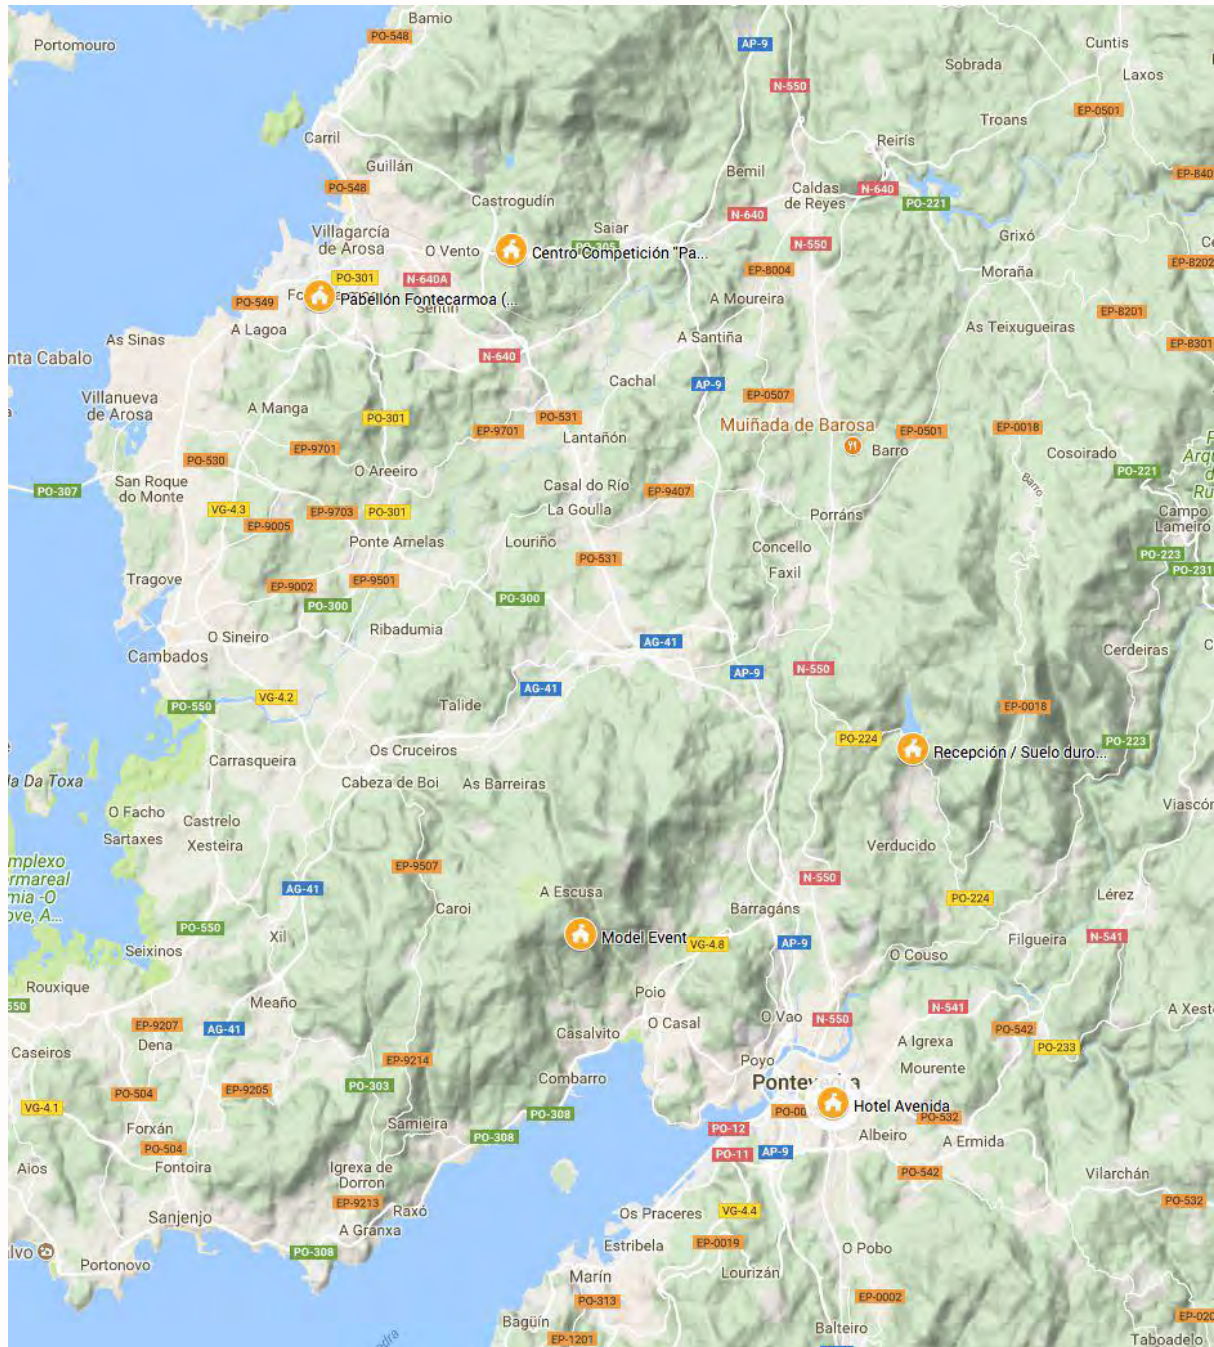 Bamio
PO-548
Portomouro
AP-9
Cuntis
Sobrada
Laxos
N-550
EP-0501
Troans
Carril
Reirís
Guillán
Bemil
EP-840
PO-548
Caldas
de Reyes
N-640
PO-221
Castrogudín
N-640
Saiar
Villagarcía
de Arosa
O Vento
PO-305
N-550
Grixó
Centro Competición "Pa...
EP-8202
PO-301
N-640A
EP-8004
Moraña
PO-549
Pabellón Fontecarmoa (...
Sentín
A Moureira
EP-8201
A Lagoa
As Sinas
A Santiña
As Teixugueiras
EP-8301
nta Cabalo
N-640
Cachal
AP-9
Villanueva
de Arosa
A Manga
EP-0507
PO-301
PO-531
Muiñada de Barosa
EP-9701
EP-0501
EP-0018
Lantañón
EP-9701
Barro
Cosoirado
PO-530
O Areeiro
PO-221
San Roque
do Monte
Casal do Río
EP-9407
Barro
PO-307
VG-4.3
EP-9703
PO-301
La Goulla
Porráns
Campo
Lameiro
EP-9005
Ponte Arnelas
Louriño
Concello
PO-223
PO-531
Faxil
PO-231
Tragove
EP-9002
EP-9501
PO-300
PO-300
O Sineiro
Ribadumia
AG-41
Cerdeiras
Cambados
AP-9
N-550
AG-41
VG-4.2
PO-550
Talide
EP-0018
PO-224
PO-223
Os Cruceiros
Recepción / Suelo duro...
Carrasqueira
la Da Toxa
Cabeza de Boi
As Barreiras
Viascón
O Facho
Castrelo
Sartaxes
Xesteira
Verducido
mplexo
rmareal
mia -O
ove, A...
EP-9507
N-550
AG-41
A Escusa
PO-224
Lérez
Caroi
Barragáns
PO-550
Xil
Model Event
VG-4.8
AP-9
Filgueira
N-541
Seixinos
O Couso
Rouxique
Poio
550
Meaño
N-541
A Xest
EP-9207
AG-41
Casalvito
O Casal
O Vao
N-550
PO-542
Dena
A Igrexa
PO-233
Caseiros
EP-9214
Poyo
Mourente
Combarro
Pontevedra
PO-504
EP-9205
PO-303
VG-4.1
PO-308
Hotel Avenida
PO-532
Forxán
Samieira
PO-12
Albeiro
A Ermida
PO-504
PO-308
PO-11
AP-9
Aios
Fontoira
Igrexa de
Dorron
PO-542
Vilarchán
EP-9213
Raxó
PO-532
Sanjenjo
A Granxa
Os Praceres
VG-4.4
lvo
PO-308
Estribela
EP-0019
O Pobo
Portonovo
Lourizán
Marín
PO-313
EP-0002
Bagüín
Balteiro
EP-020
EP-1201
Taboadelo